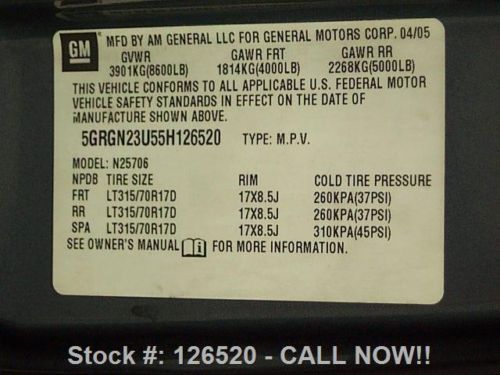 GM MFD BY AM GENERAL LLC FOR GENERAL MOTORS CORP. 04/05
GVWR GAWR FRT GAWR RR
3901KG(8600LB) 1814KG(4000LB) 2268KG(5000LB)
THIS VEHICLE CONFORMS TO ALL APPLICABLE U.S. FEDERAL MOTOR
VEHICLE SAFETY STANDARDS IN EFFECT ON THE DATE OF
MANUFACTURE SHOWN ABOVE.
5GRGN23U55H126520 TYPE: M.P.V.
MODEL: N25706
NPDB TIRE SIZE RIM COLD TIRE PRESSURE
FRT LT315/70R17D 17X8.5J 260KPA(37PSI)
RR LT315/70R17D 17X8.5J 260KPA(37PSI)
SPA LT315/70R17D 17X8.5J 310KPA(45PSI)
SEE OWNER'S MANUAL i FOR MORE INFORMATION.
Stock #: 126520 - CALL NOW!!